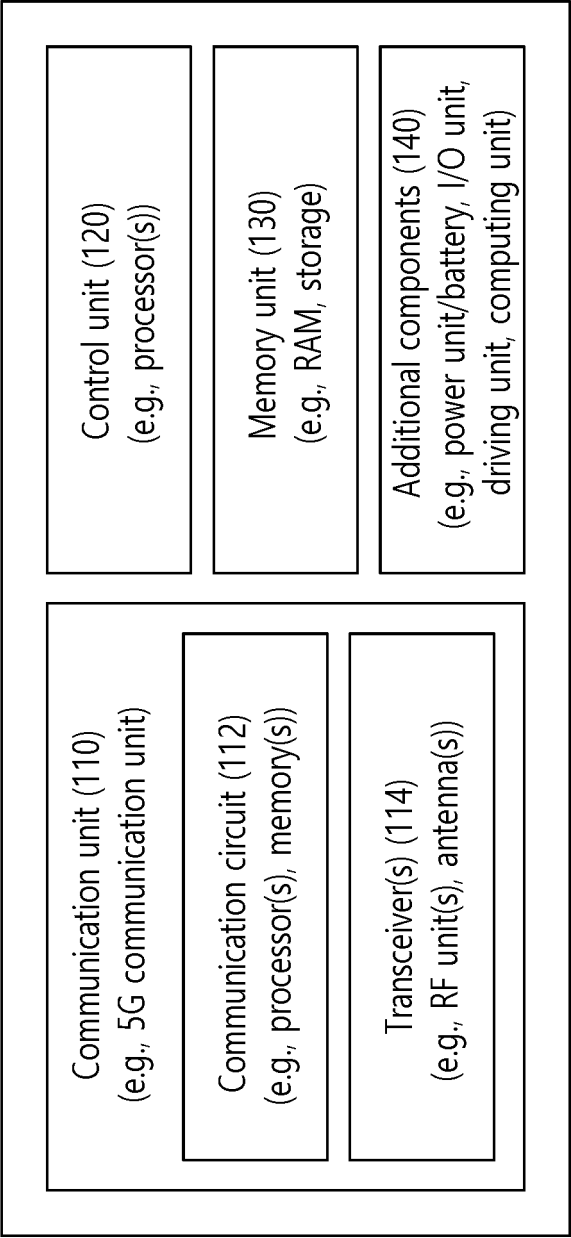 Communication unit (110)
(e.g., 5G communication unit)
Communication circuit (112)
(e.g., processor(s), memory(s))
Transceiver(s) (114)
(e.g., RF unit(s), antenna(s))
Control unit (120)
(e.g., processor(s))
Memory unit (130)
(e.g., RAM, storage)
Additional components (140)
(e.g., power unit/battery, I/O unit,
driving unit, computing unit)